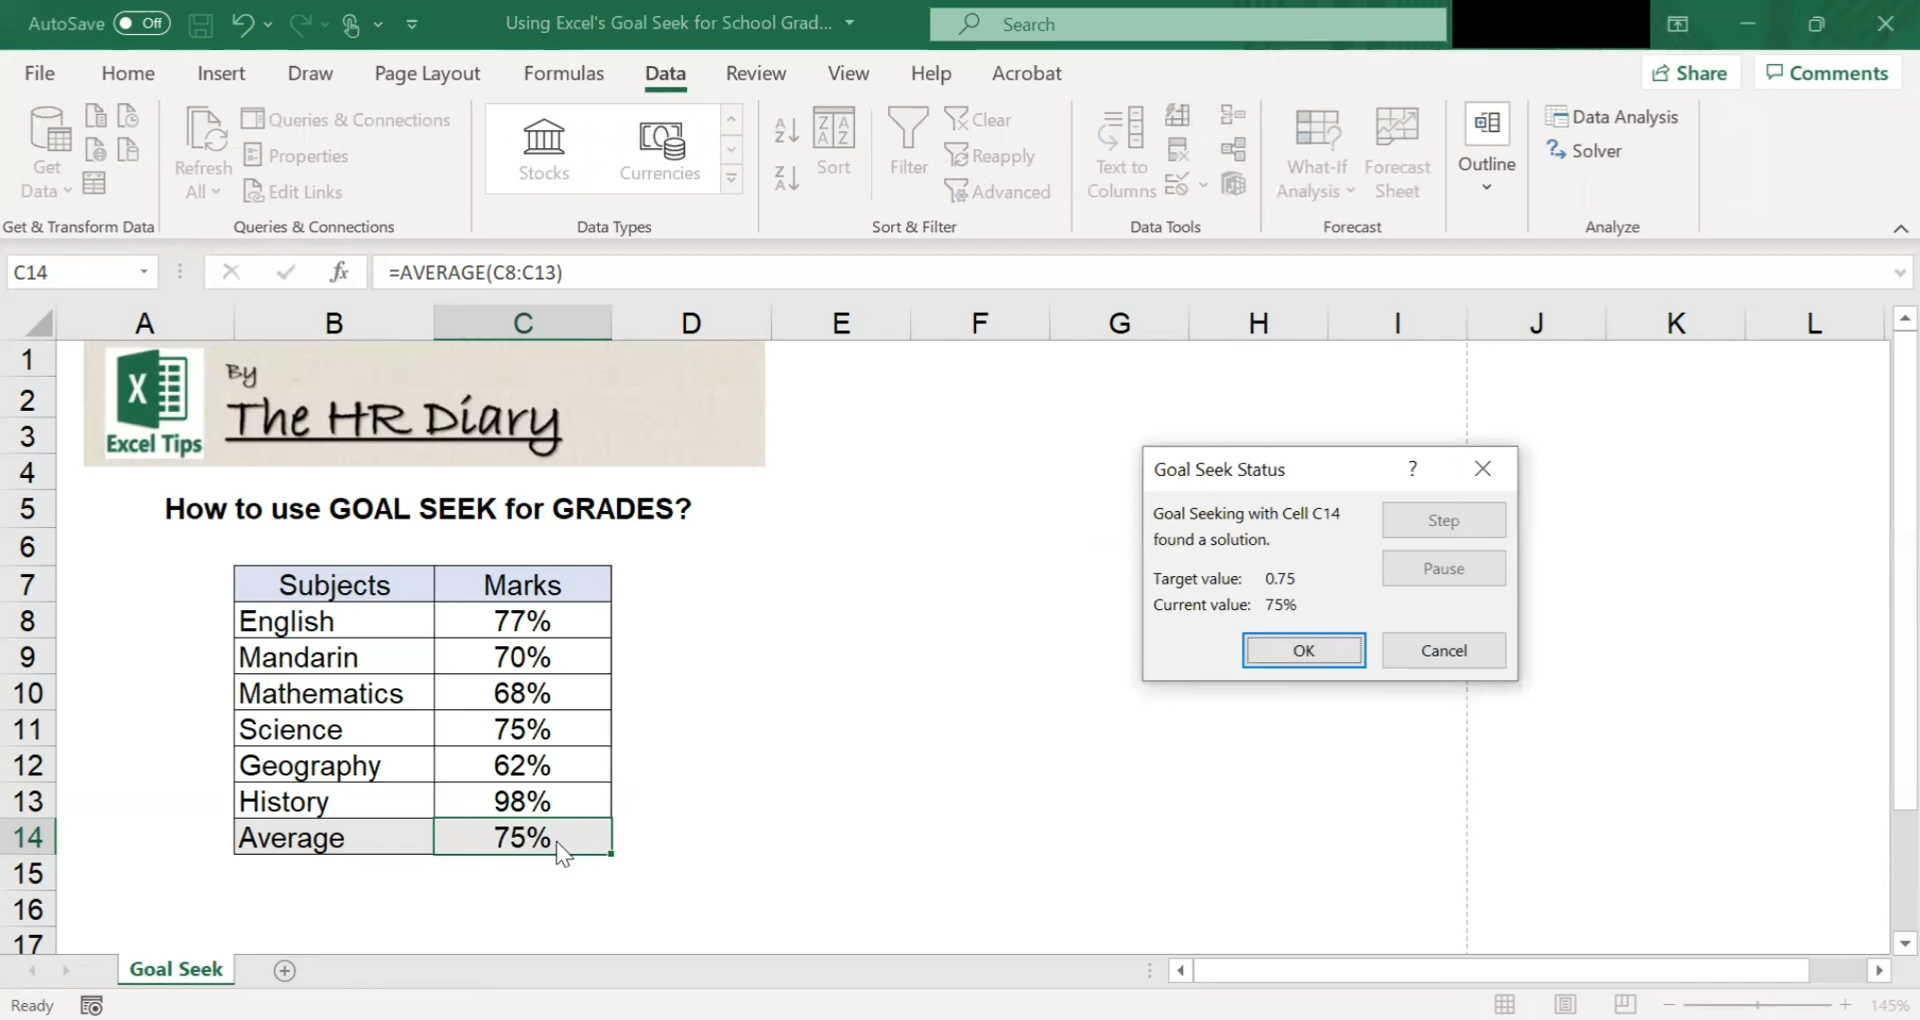 AutoSave Off Using Excel's Goal Seek for School Grad... Search
File Home Insert Draw Page Layout Formulas Data Review View Help Acrobat Share Comments
Get Data
Refresh All
Queries & Connections
Properties
Edit Links
Stocks Currencies
Sort
Filter
Clear
Reapply
Advanced
Text to Columns
What-If Analysis
Forecast Sheet
Outline
Data Analysis
Solver
Get & Transform Data Queries & Connections Data Types Sort & Filter Data Tools Forecast Analyze
C14 fx =AVERAGE(C8:C13)
A B C D E F G H I J K L
1
2
3
4
5
6
7
8
9
10
11
12
13
14
15
16
17
X
Excel Tips
By
The HR Diary
How to use GOAL SEEK for GRADES?
Subjects Marks
English 77%
Mandarin 70%
Mathematics 68%
Science 75%
Geography 62%
History 98%
Average 75%
Goal Seek Status ?
Goal Seeking with Cell C14
found a solution.
Target value: 0.75
Current value: 75%
Step
Pause
OK Cancel
Goal Seek
Ready 145%